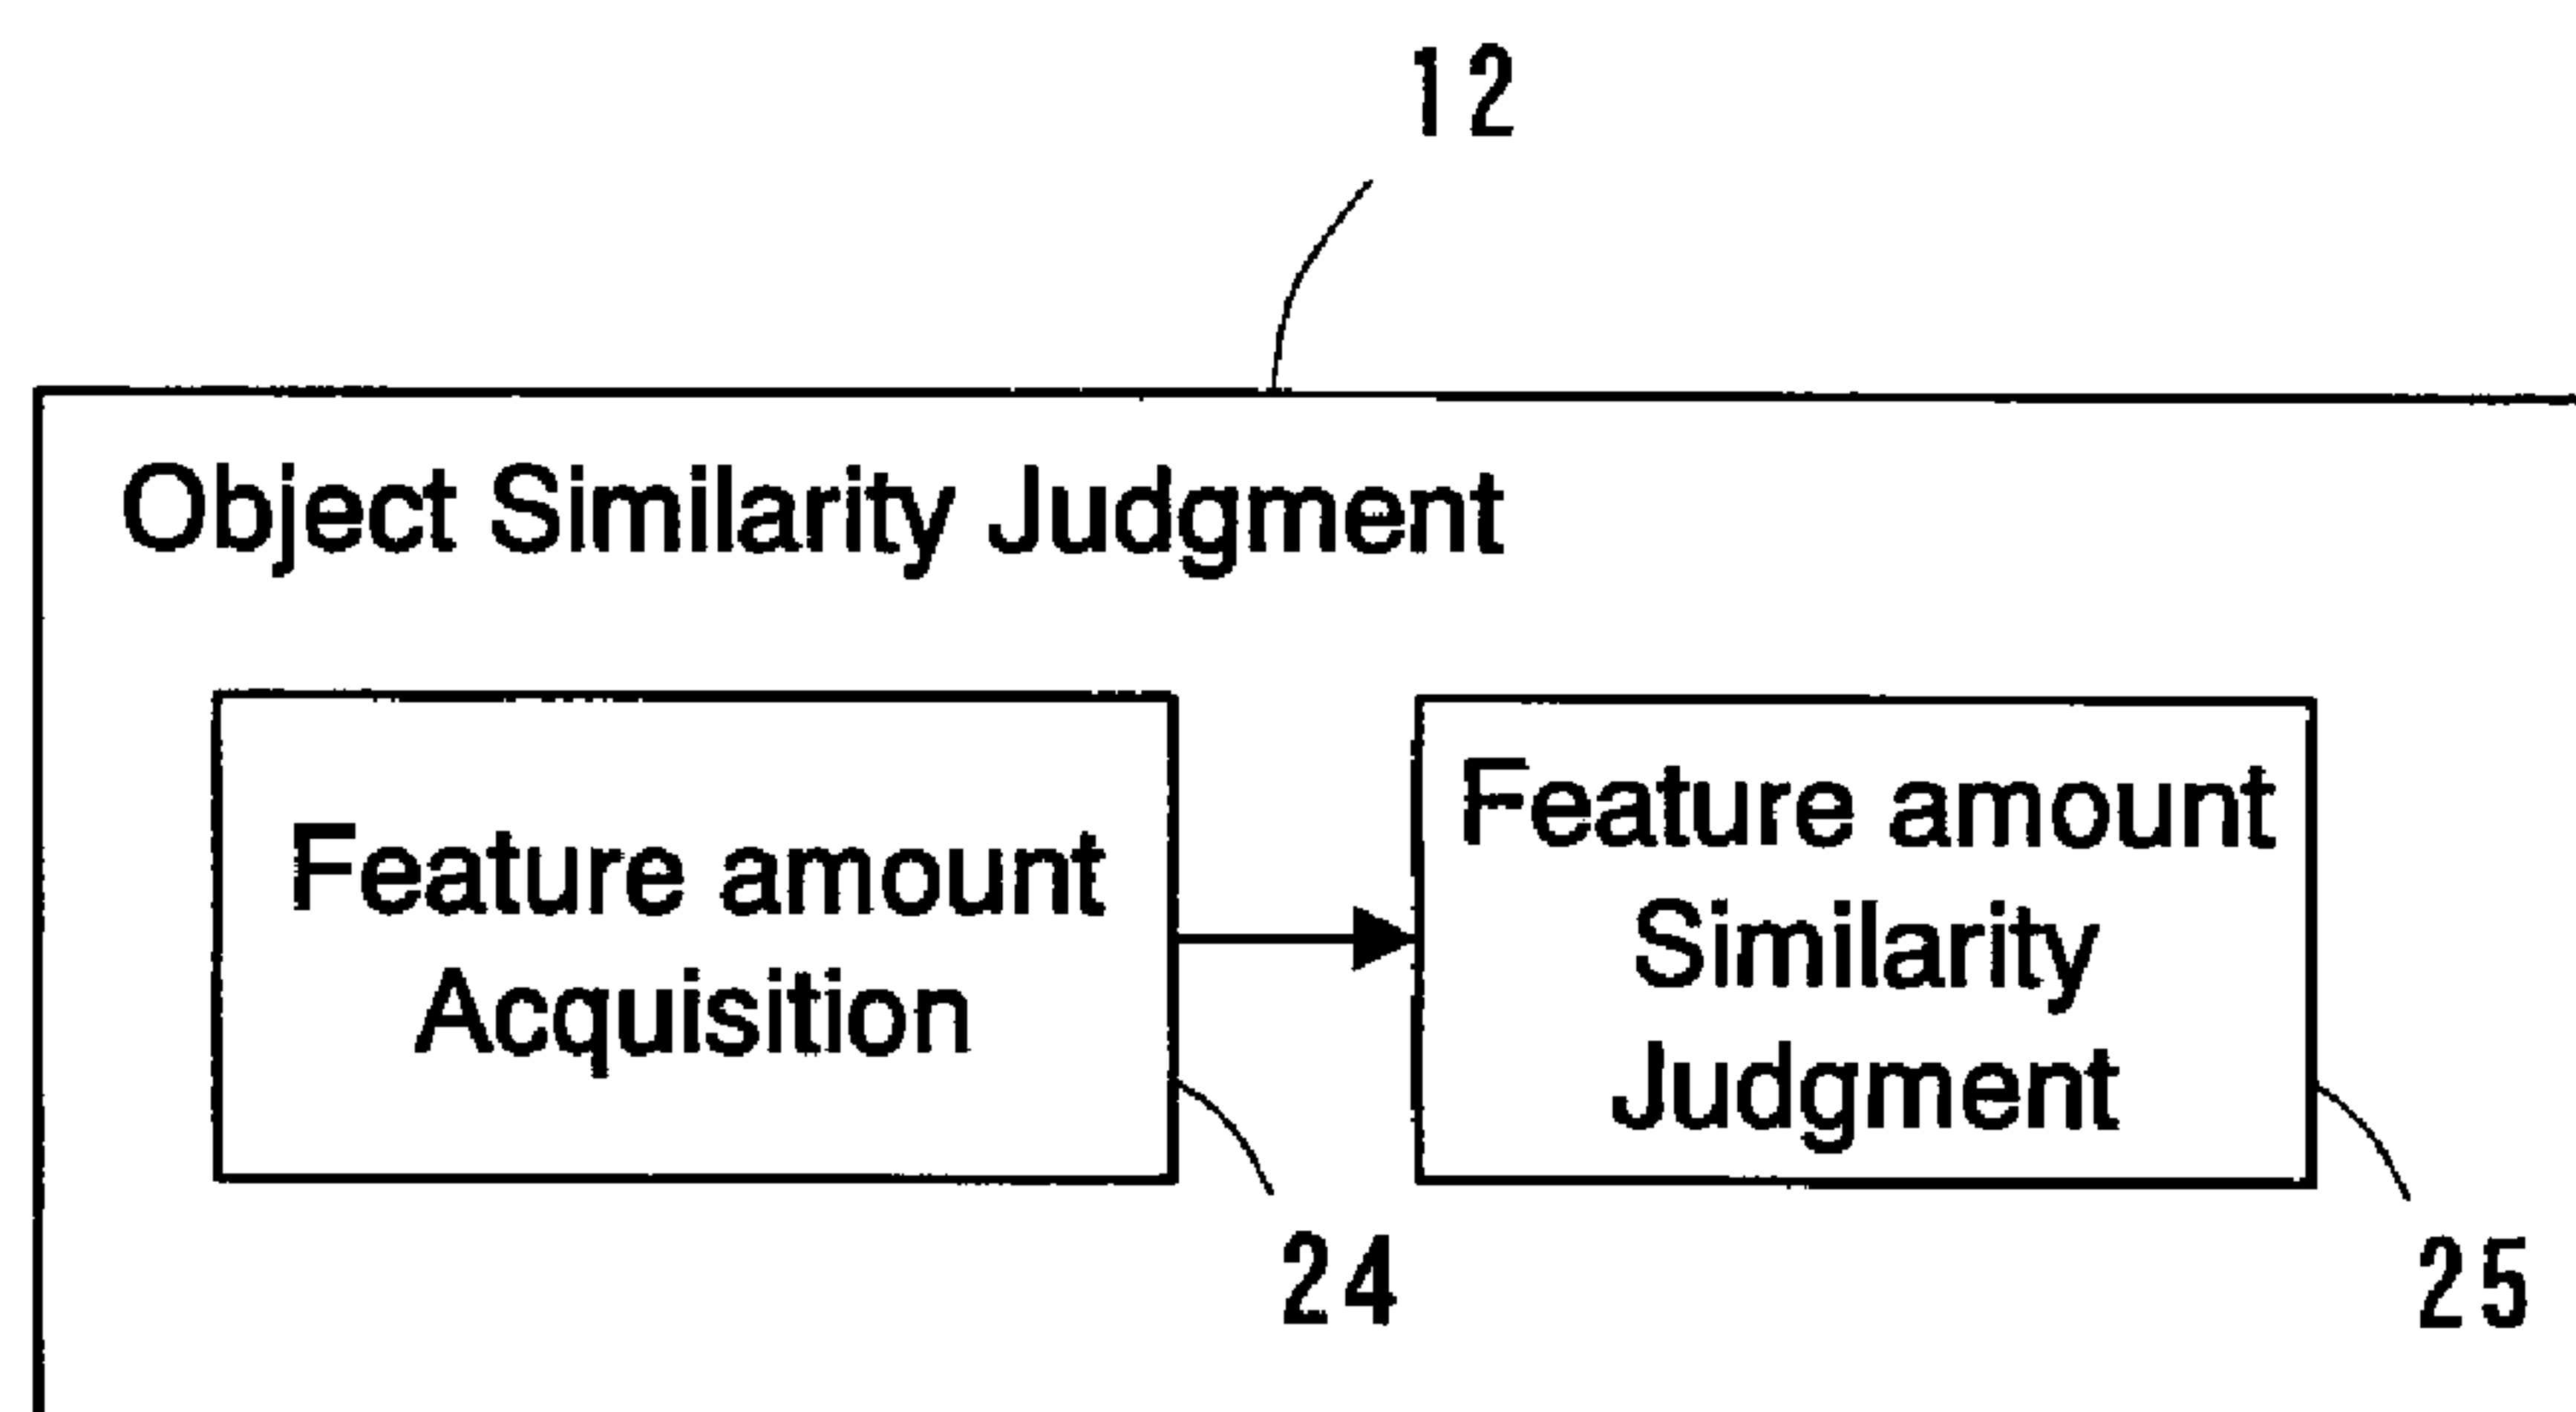 12
Object Similarity Judgment
Feature amount
Acquisition
Feature amount
Similarity
Judgment
24
25